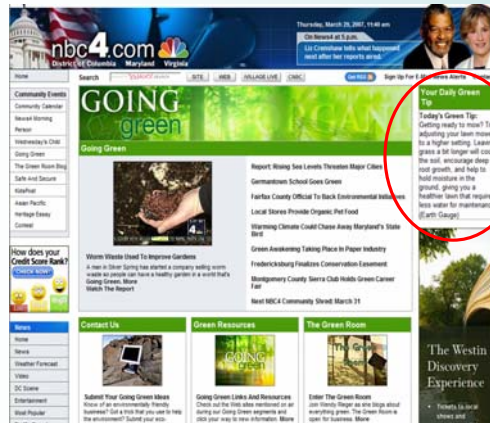 Thursday, March 29, 2007, 11:40 am
On News4 at 5 p.m.
Liz Crenshaw tells what happened
next after her reports aired.
nbc4.com
District of Columbia Maryland Virginia
Home
Search
SITE
WEB
IVILLAGE LIVE
CNBC
Sign Up For E-Mail News Alerts
Community Events
Community Calendar
Newsek Morning
Person
Wednesday's Child
Going Green
The Green Room Blog
Safe And Secure
KidsPost
Asian Pacific
Heritage Essay
Contest
How does your
Credit Score Rank?
CHECK NOW!
News
Home
News
Weather Forecast
Video
DC Scene
Entertainment
Most Popular
GOING
green
Going Green
Worm Waste Used To Improve Gardens
A man in Silver Spring has started a company selling worm
waste so people can have a healthy garden in a world that's
Going Green. More
Watch The Report
Report: Rising Sea Levels Threaten Major Cities
Germantown School Goes Green
Fairfax County Official To Back Environmental Initiatives
Local Stores Provide Organic Pet Food
Warming Climate Could Chase Away Maryland's State
Bird
Green Awakening Taking Place In Paper Industry
Fredericksburg Finalizes Conservation Easement
Montgomery County Sierra Club Holds Green Career
Fair
Next NBC4 Community Shred: March 31
Your Daily Green
Tip
Today's Green Tip:
Getting ready to mow? T
adjusting your lawn mowe
to a higher setting. Leavin
grass a bit longer will coo
the soil, encourage deep
root growth, and help to
hold moisture in the
ground, giving you a
healthier lawn that require
less water for maintenanc
(Earth Gauge)
Contact Us
Submit Your Going Green Ideas
Know of an environmentally friendly
business? Got a trick that you use to help
the environment? Submit your eco-
Green Resources
GOING
green
Going Green Links And Resources
Check out the Web sites mentioned on air
during our Going Green segments and
click your way to new information. More
The Green Room
Enter The Green Room
Join Wendy Rieger as she blogs about
everything green. The Green Room is
open for business. More
The Westin
Discovery
Experience
• Tickets to local
shows and